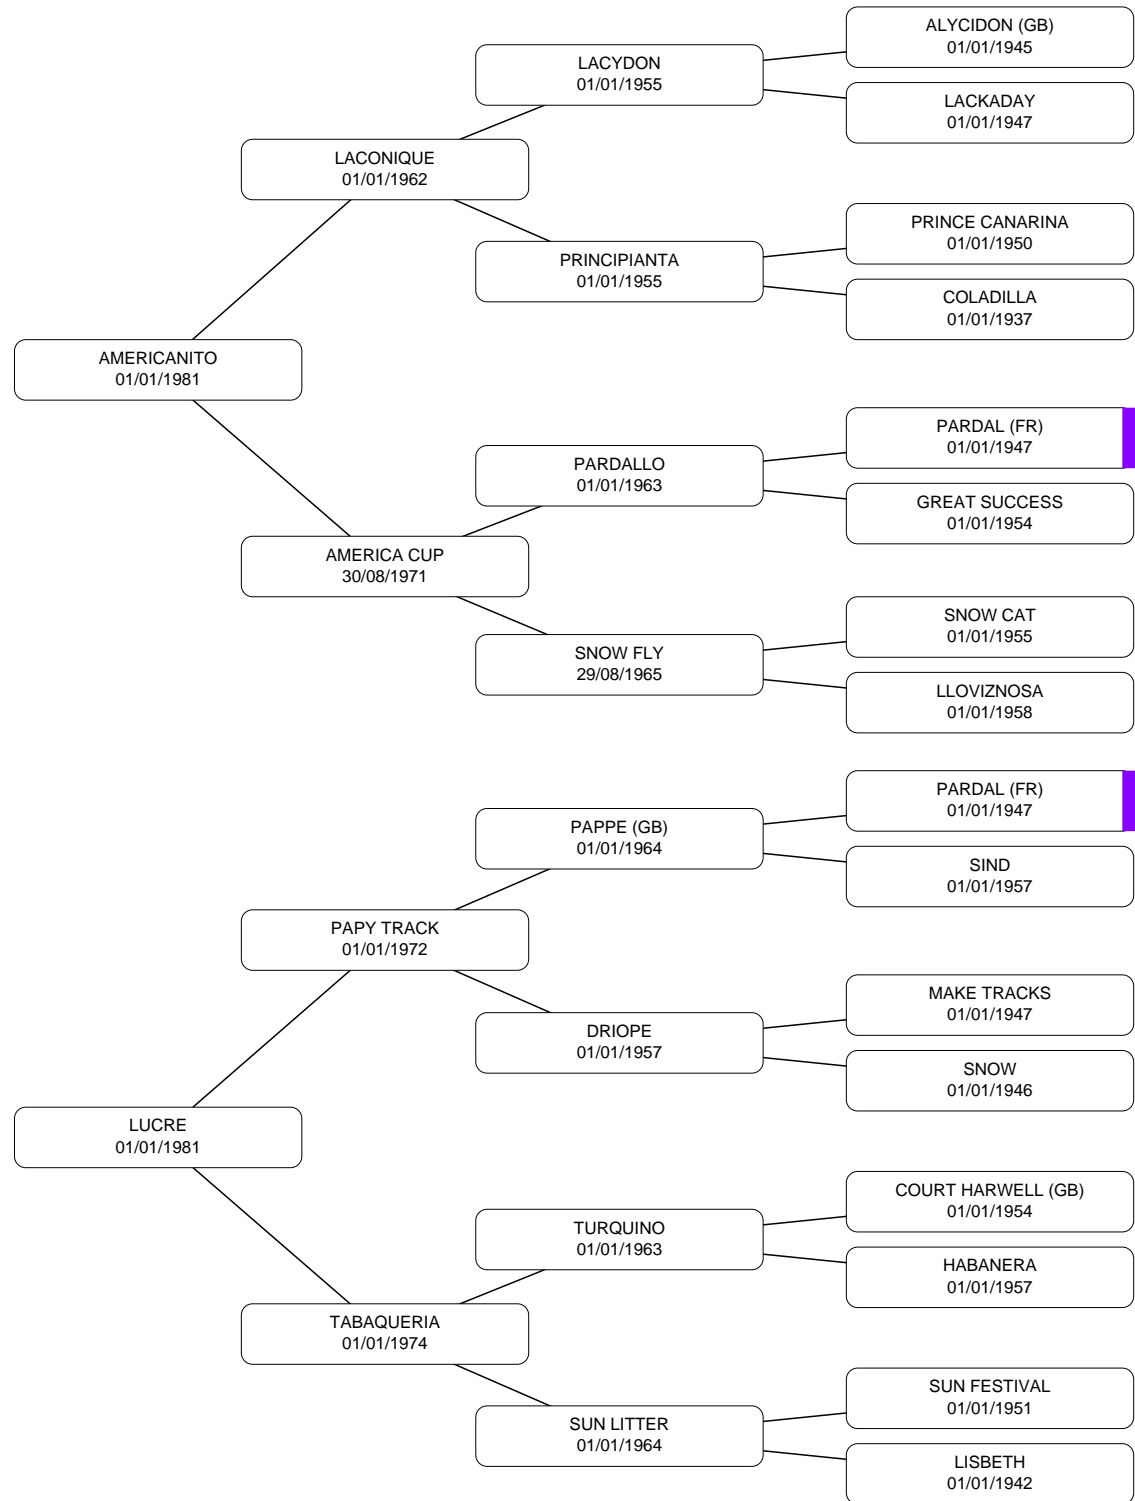 ALYCIDON (GB)
01/01/1945
LACYDON
01/01/1955
LACKADAY
01/01/1947
LACONIQUE
01/01/1962
PRINCE CANARINA
01/01/1950
PRINCIPIANTA
01/01/1955
COLADILLA
01/01/1937
AMERICANITO
01/01/1981
PARDAL (FR)
01/01/1947
PARDALLO
01/01/1963
GREAT SUCCESS
01/01/1954
AMERICA CUP
30/08/1971
SNOW CAT
01/01/1955
SNOW FLY
29/08/1965
LLOVIZNOSA
01/01/1958
PARDAL (FR)
01/01/1947
PAPPE (GB)
01/01/1964
SIND
01/01/1957
PAPY TRACK
01/01/1972
MAKE TRACKS
01/01/1947
DRIOPE
01/01/1957
SNOW
01/01/1946
LUCRE
01/01/1981
COURT HARWELL (GB)
01/01/1954
TURQUINO
01/01/1963
HABANERA
01/01/1957
TABAQUERIA
01/01/1974
SUN FESTIVAL
01/01/1951
SUN LITTER
01/01/1964
LISBETH
01/01/1942